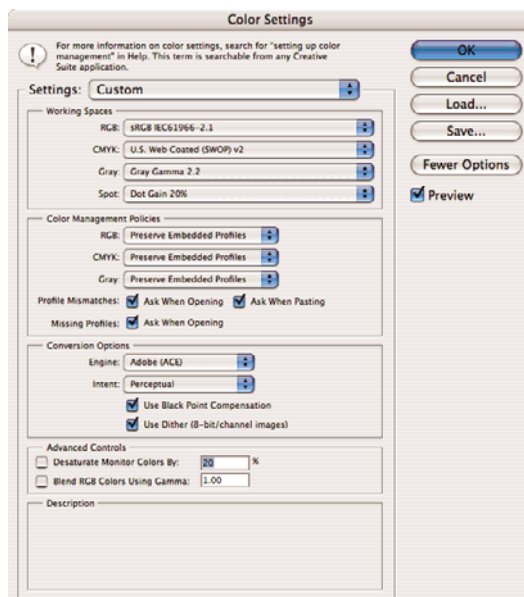 Color Settings
For more information on color settings, search for "setting up color
management" in Help. This term is searchable from any Creative
Suite application.
OK
Cancel
Load...
Save...
Fewer Options
Preview
Settings: Custom
Working Spaces
RGB: sRGB IEC61966-2.1
CMYK: U.S. Web Coated (SWOP) v2
Gray: Gray Gamma 2.2
Spot: Dot Gain 20%
Color Management Policies
RGB: Preserve Embedded Profiles
CMYK: Preserve Embedded Profiles
Gray: Preserve Embedded Profiles
Profile Mismatches: Ask When Opening Ask When Pasting
Missing Profiles: Ask When Opening
Conversion Options
Engine: Adobe (ACE)
Intent: Perceptual
Use Black Point Compensation
Use Dither (8-bit/channel images)
Advanced Controls
Desaturate Monitor Colors By: 20 %
Blend RGB Colors Using Gamma: 1.00
Description